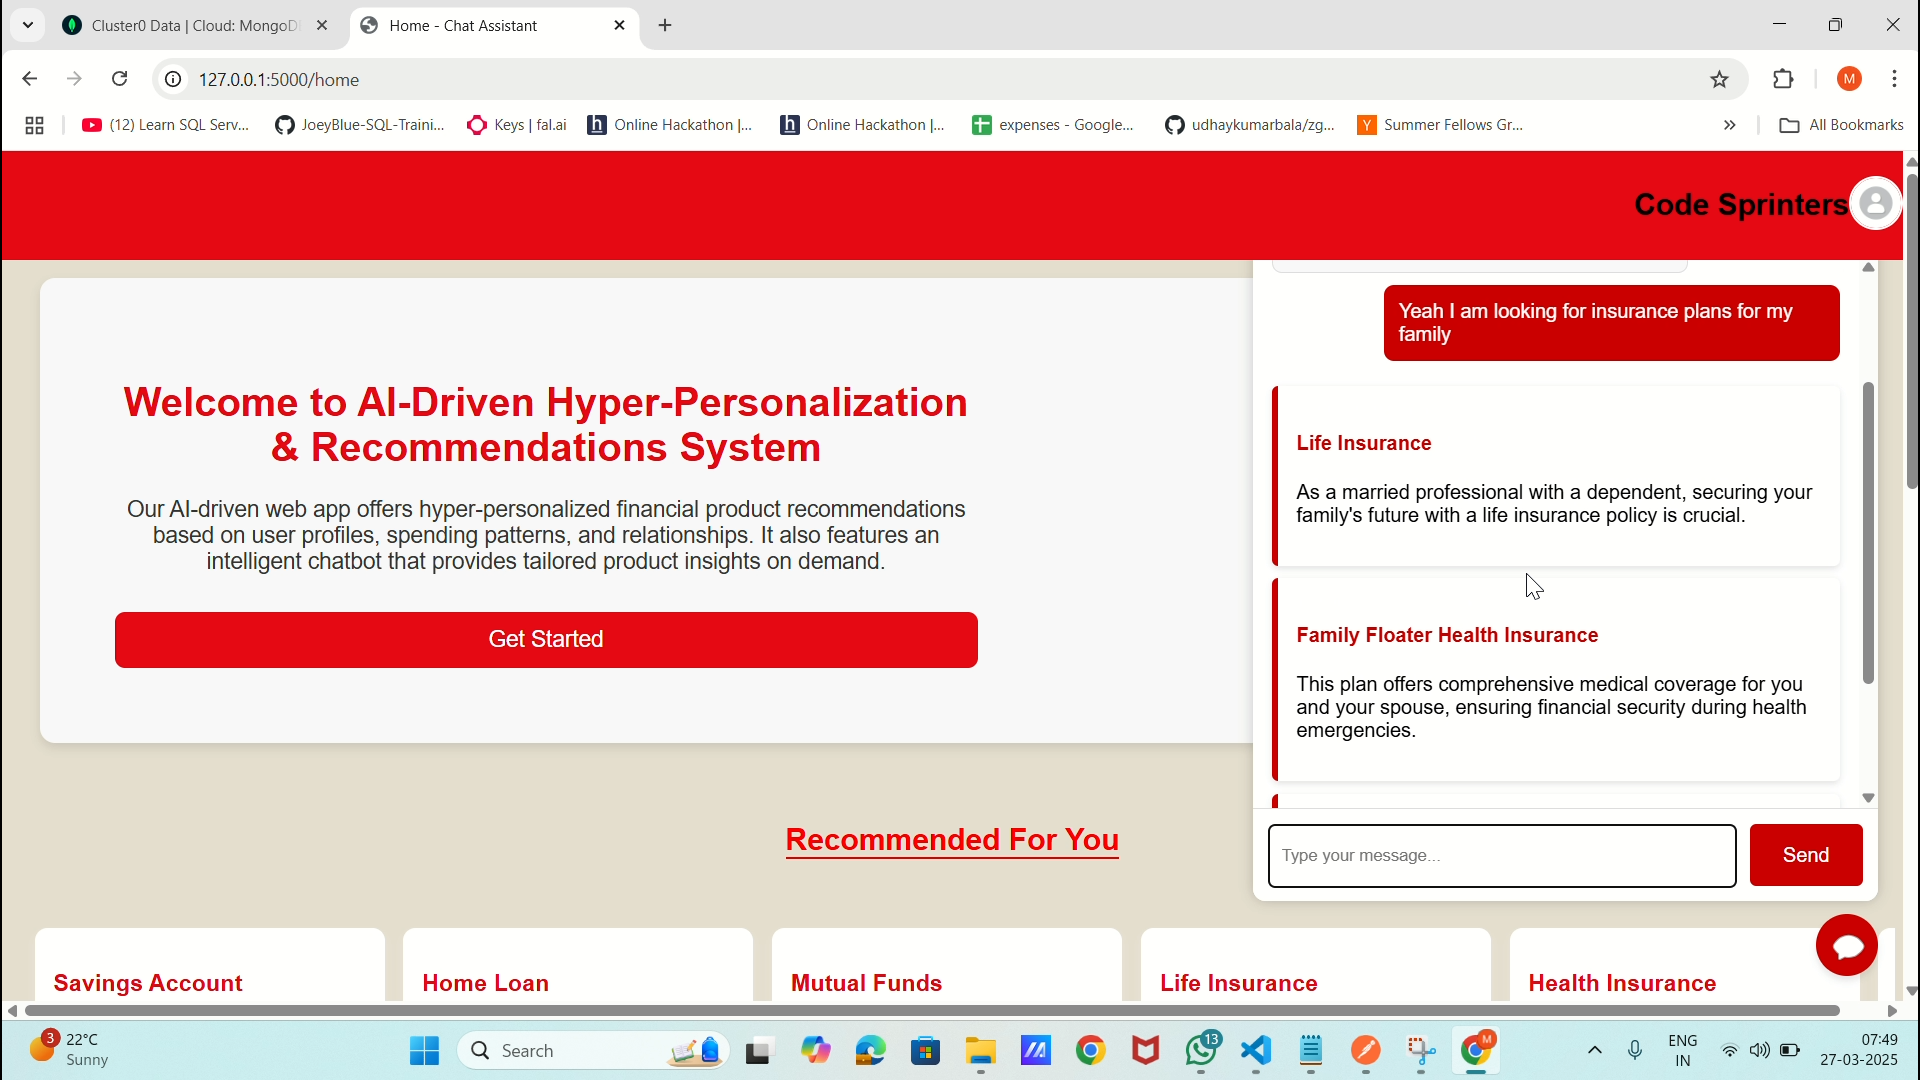 Cluster0 Data | Cloud: MongoD
Home - Chat Assistant
127.0.0.1:5000/home
M
(12) Learn SQL Serv...
JoeyBlue-SQL-Traini...
Keys | fal.ai
h
Online Hackathon |...
h
Online Hackathon |...
expenses - Google...
udhaykumarbala/zg...
Y
Summer Fellows Gr...
»
All Bookmarks
Code Sprinters
Yeah I am looking for insurance plans for my
family
Welcome to AI-Driven Hyper-Personalization
& Recommendations System
Our AI-driven web app offers hyper-personalized financial product recommendations
based on user profiles, spending patterns, and relationships. It also features an
intelligent chatbot that provides tailored product insights on demand.
Get Started
Life Insurance
As a married professional with a dependent, securing your
family's future with a life insurance policy is crucial.
Family Floater Health Insurance
This plan offers comprehensive medical coverage for you
and your spouse, ensuring financial security during health
emergencies.
Type your message...
Send
Recommended For You
Savings Account
Home Loan
Mutual Funds
Life Insurance
Health Insurance
3
22°C
Sunny
Search
13
M
ENG
IN
07:49
27-03-2025